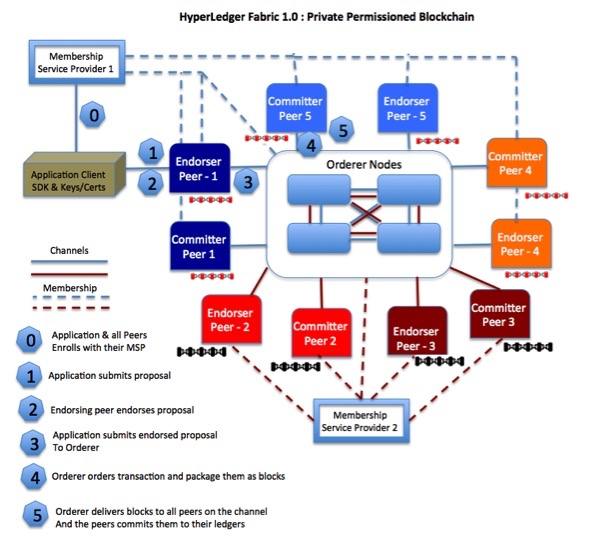 HyperLedger Fabric 1.0 : Private Permissioned Blockchain
Membership
Service Provider 1
0
Application Client
SDK & Keys/Certs
1
2
Endorser
Peer - 1
3
Committer
Peer 1
Committer
Peer 5
4
5
Endorser
Peer - 5
Orderer Nodes
Committer
Peer 4
Endorser
Peer - 4
Endorser
Peer - 2
Committer
Peer 2
Endorser
Peer - 3
Committer
Peer 3
Membership
Service Provider 2
Channels
Membership
0 Application & all Peers
Enrolls with their MSP
1 Application submits proposal
2 Endorsing peer endorses proposal
3 Application submits endorsed proposal
To Orderer
4 Orderer orders transaction and package them as blocks
5 Orderer delivers blocks to all peers on the channel
And the peers commits them to their ledgers